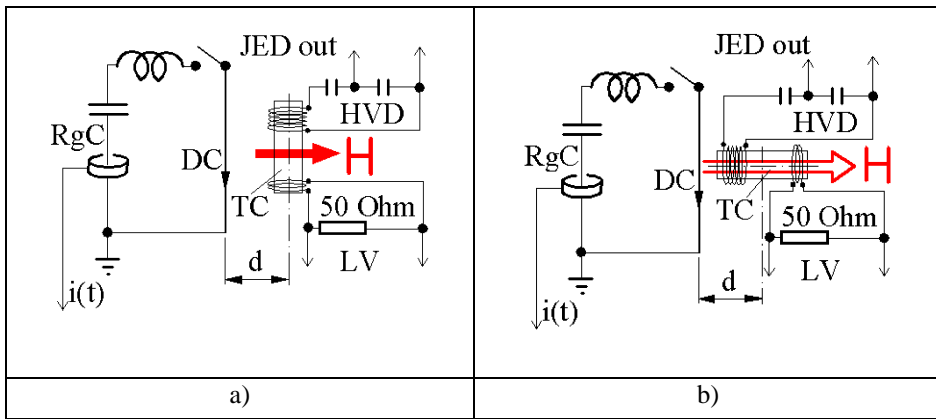 JED out
HVD
RgC
DC
H
TC
50 Ohm
LV
d
i(t)
a)
JED out
HVD
RgC
DC
H
TC
50 Ohm
LV
d
i(t)
b)